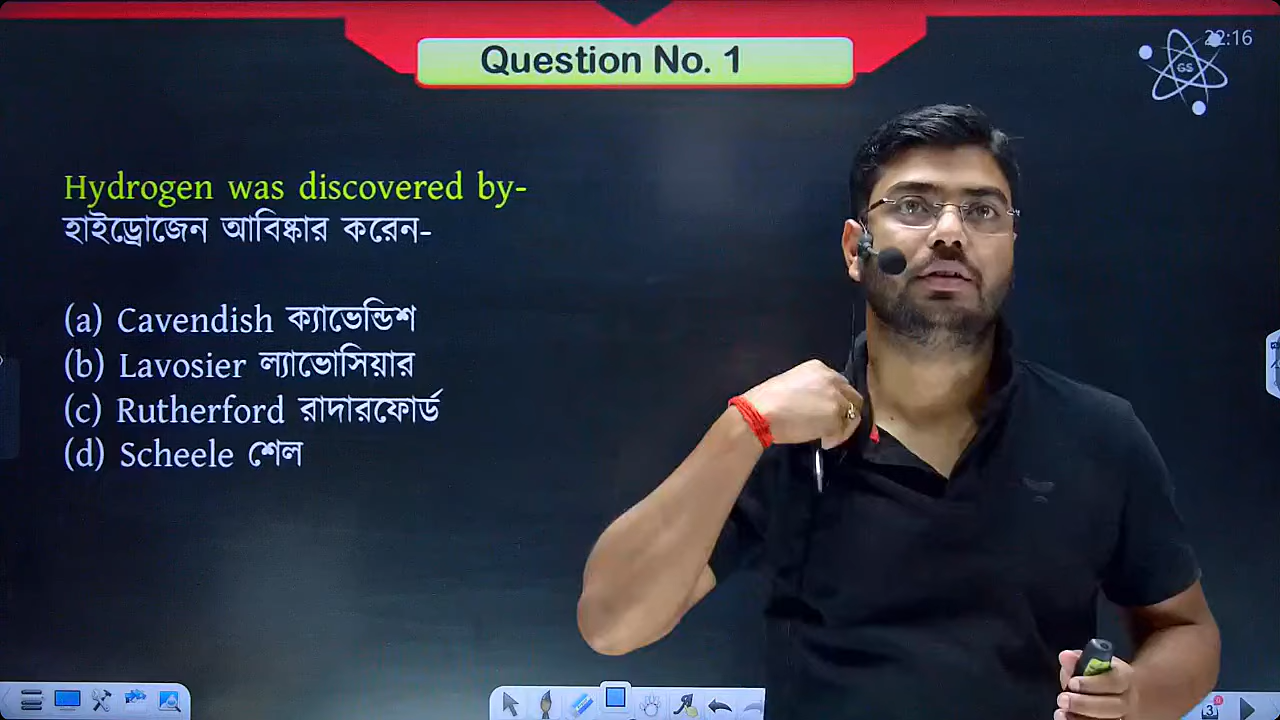 Question No. 1
22:16
GS
Hydrogen was discovered by-
হাইড্রোজেন আবিষ্কার করেন-
(a) Cavendish ক্যাভেন্ডিশ
(b) Lavosier ল্যাভোসিয়ার
(c) Rutherford রাদারফোর্ড
(d) Scheele শেল